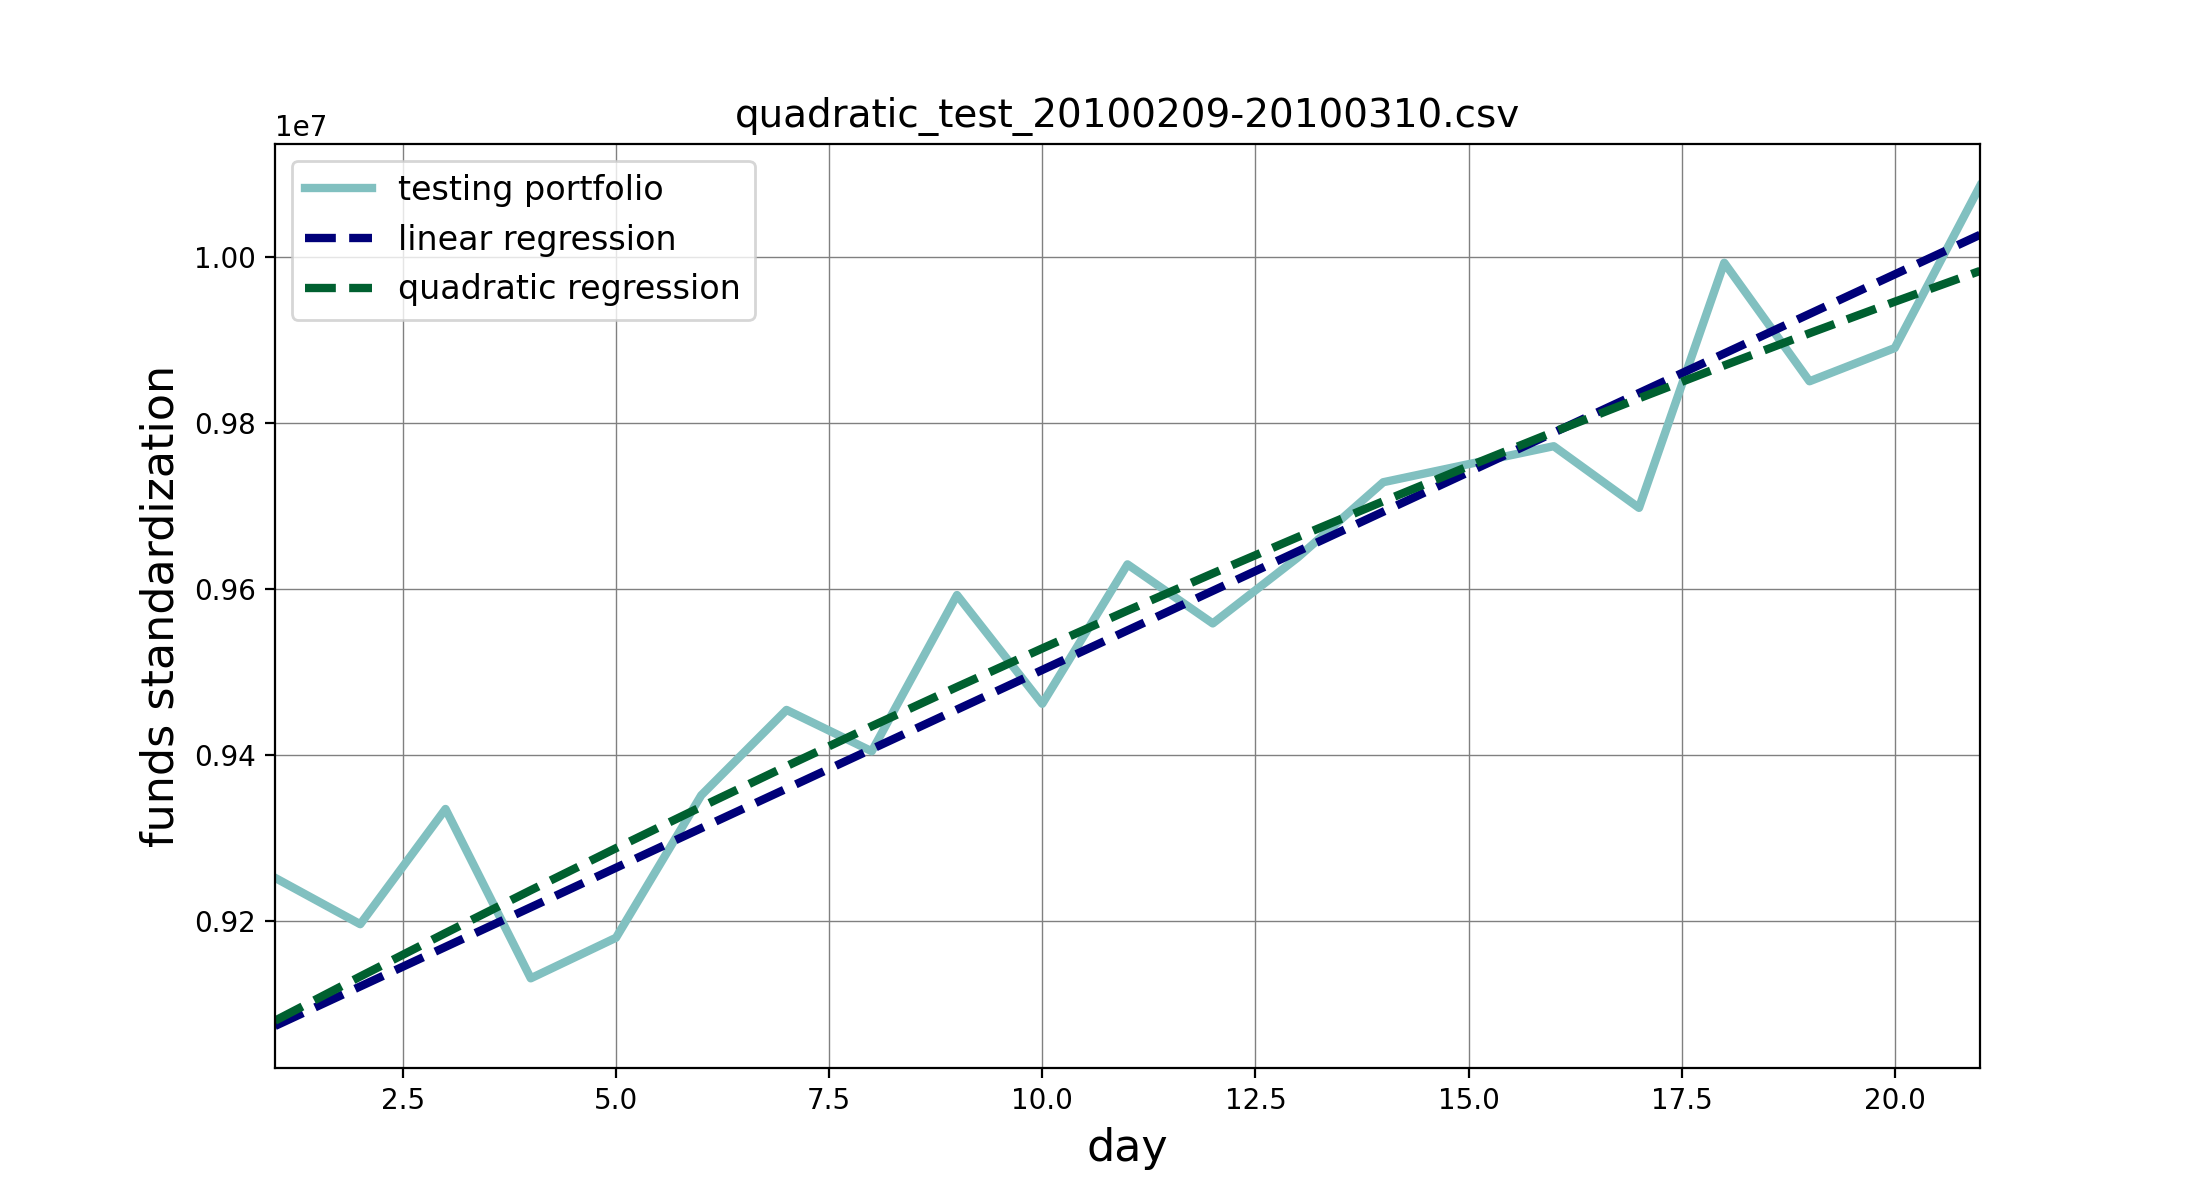 quadratic_test_20100209-20100310.csv
1e7
testing portfolio
linear regression
quadratic regression
1.00
0.98
0.96
0.94
0.92
funds standardization
2.5 5.0 7.5 10.0 12.5 15.0 17.5 20.0
day